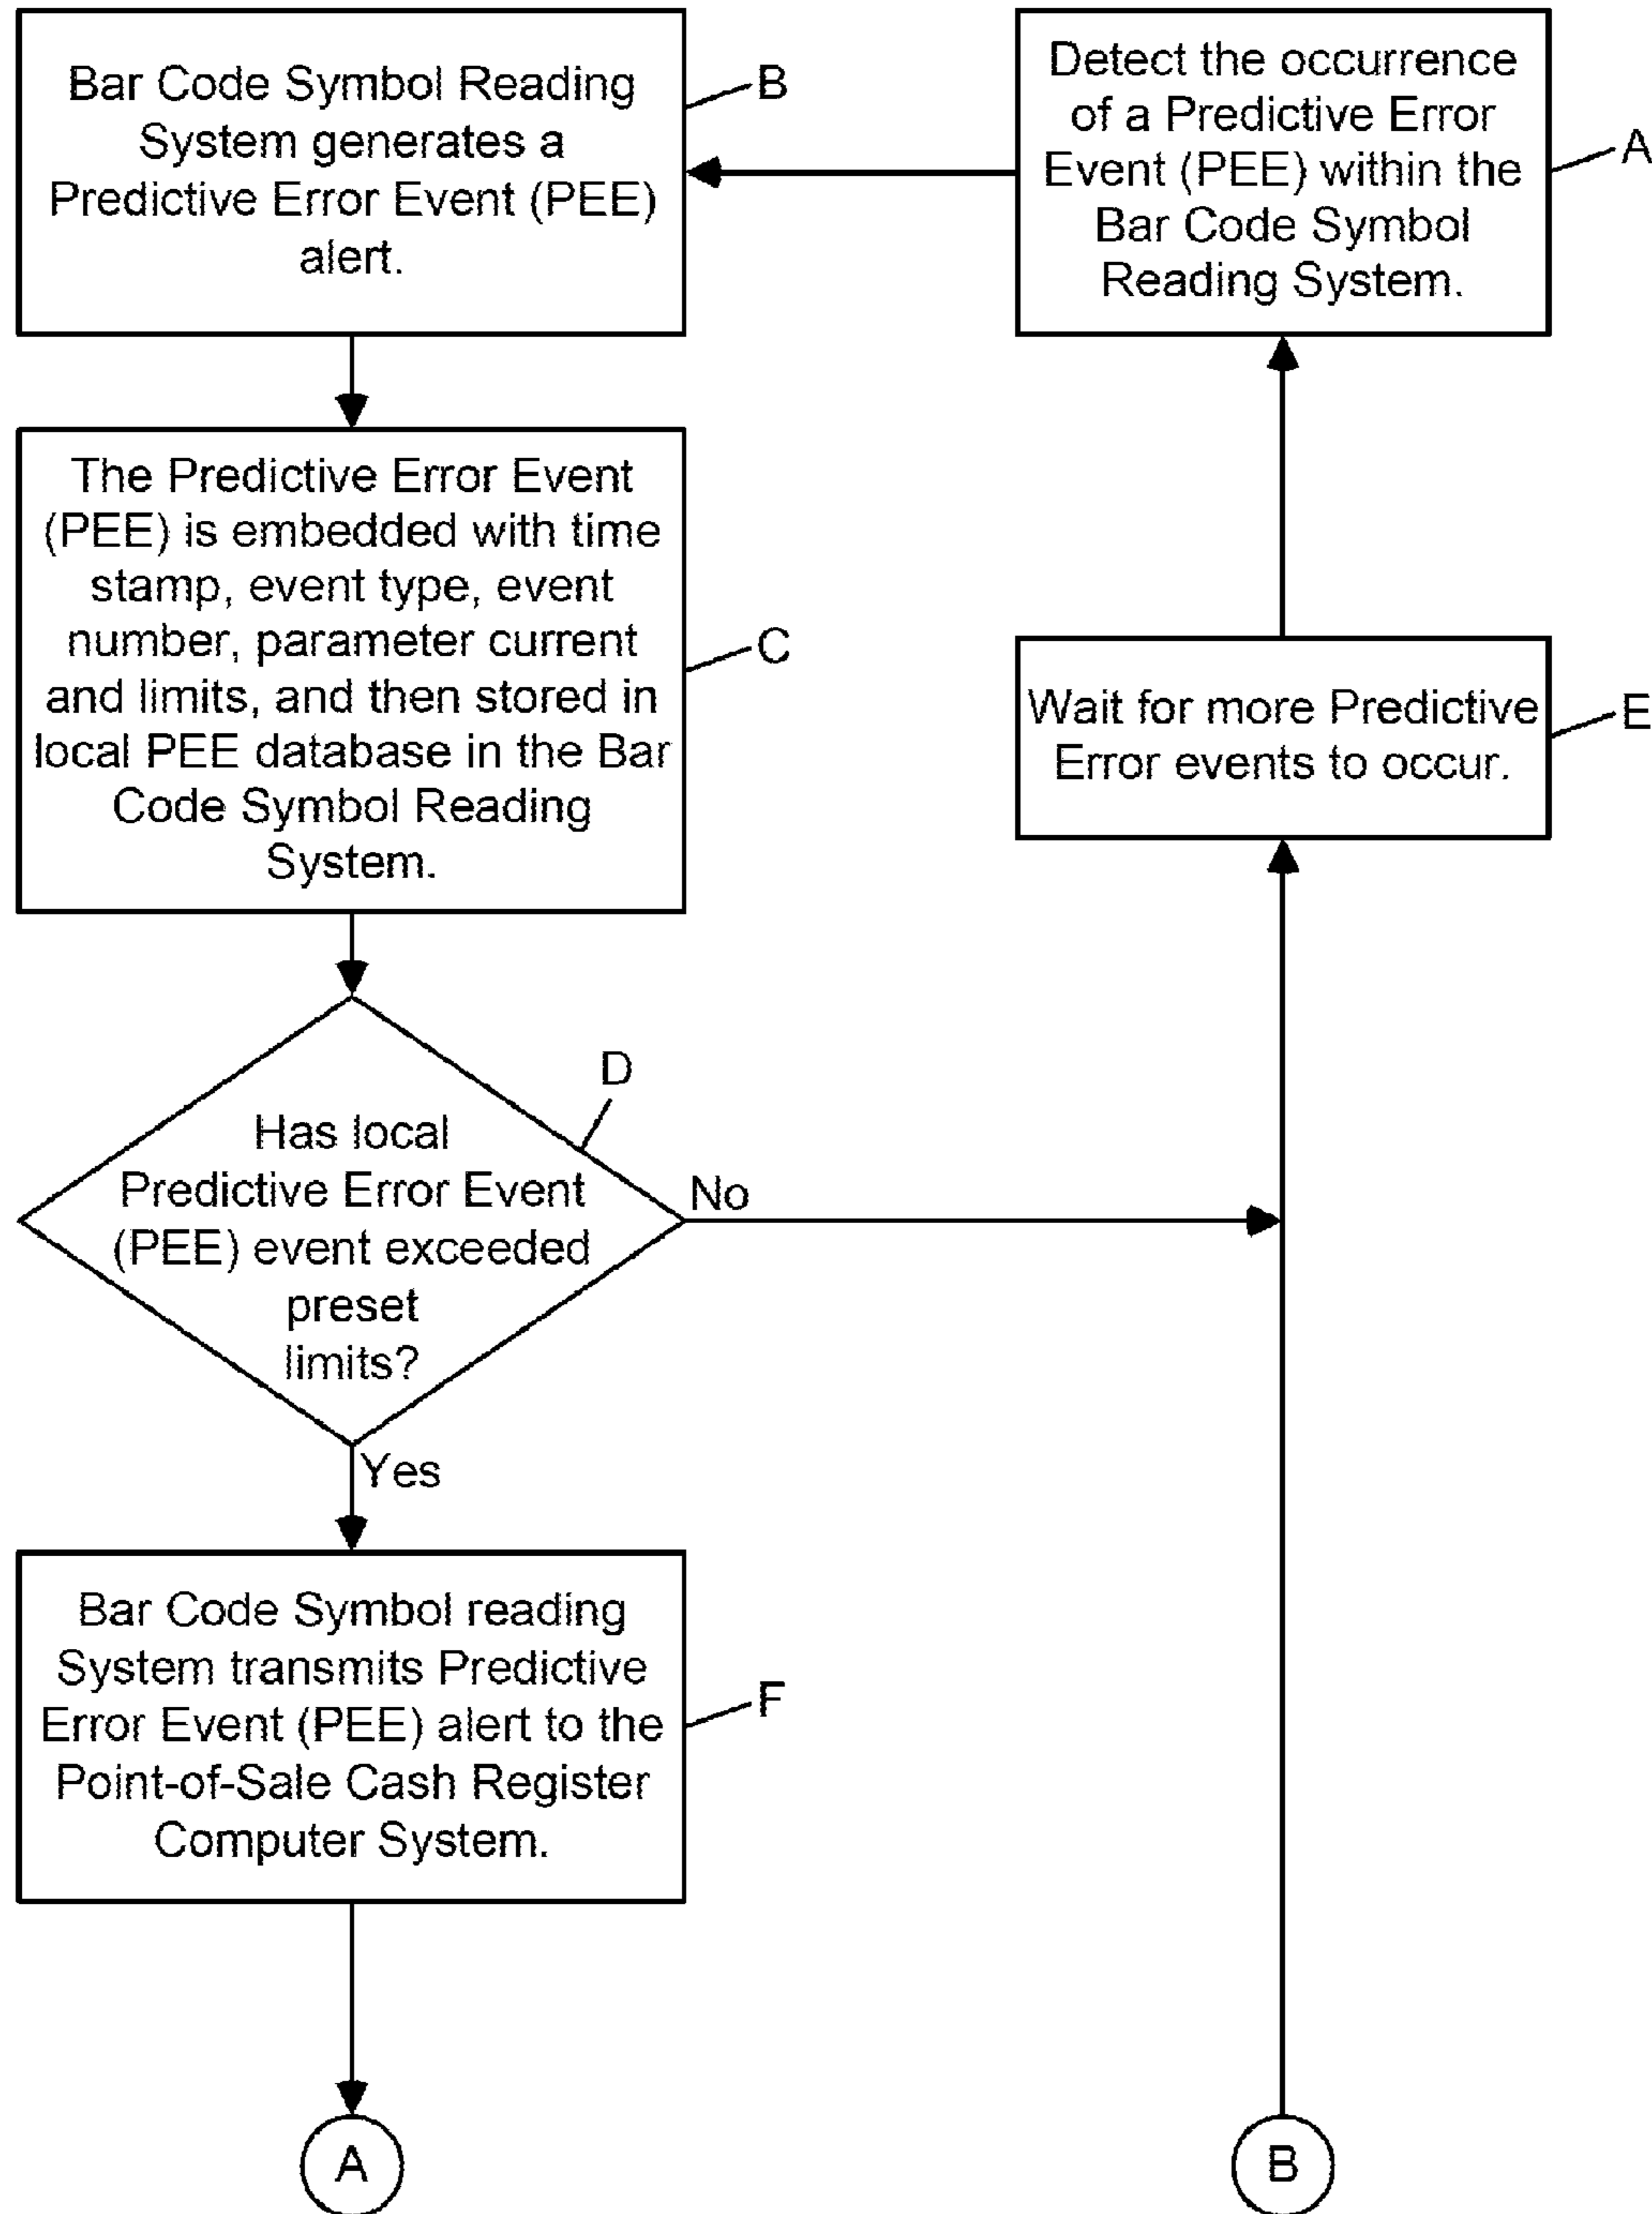 Bar Code Symbol Reading
System generates a
Predictive Error Event (PEE)
alert.
B
Detect the occurrence
of a Predictive Error
Event (PEE) within the
Bar Code Symbol
Reading System.
A
The Predictive Error Event
(PEE) is embedded with time
stamp, event type, event
number, parameter current
and limits, and then stored in
local PEE database in the Bar
Code Symbol Reading
System.
C
Wait for more Predictive
Error events to occur.
E
D
Has local
Predictive Error Event
(PEE) event exceeded
preset
limits?
No
Yes
Bar Code Symbol reading
System transmits Predictive
Error Event (PEE) alert to the
Point-of-Sale Cash Register
Computer System.
F
A
B